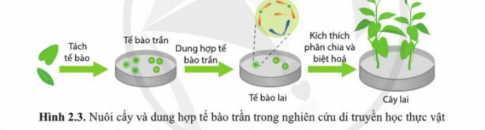 Tách
tế bào
Tế bào trần
Dung hợp tế
bào trần
Tế bào lai
Kích thích
phân chia và
biệt hoá
Cây lai
Hình 2.3. Nuôi cấy và dung hợp tế bào trần trong nghiên cứu di truyền học thực vật